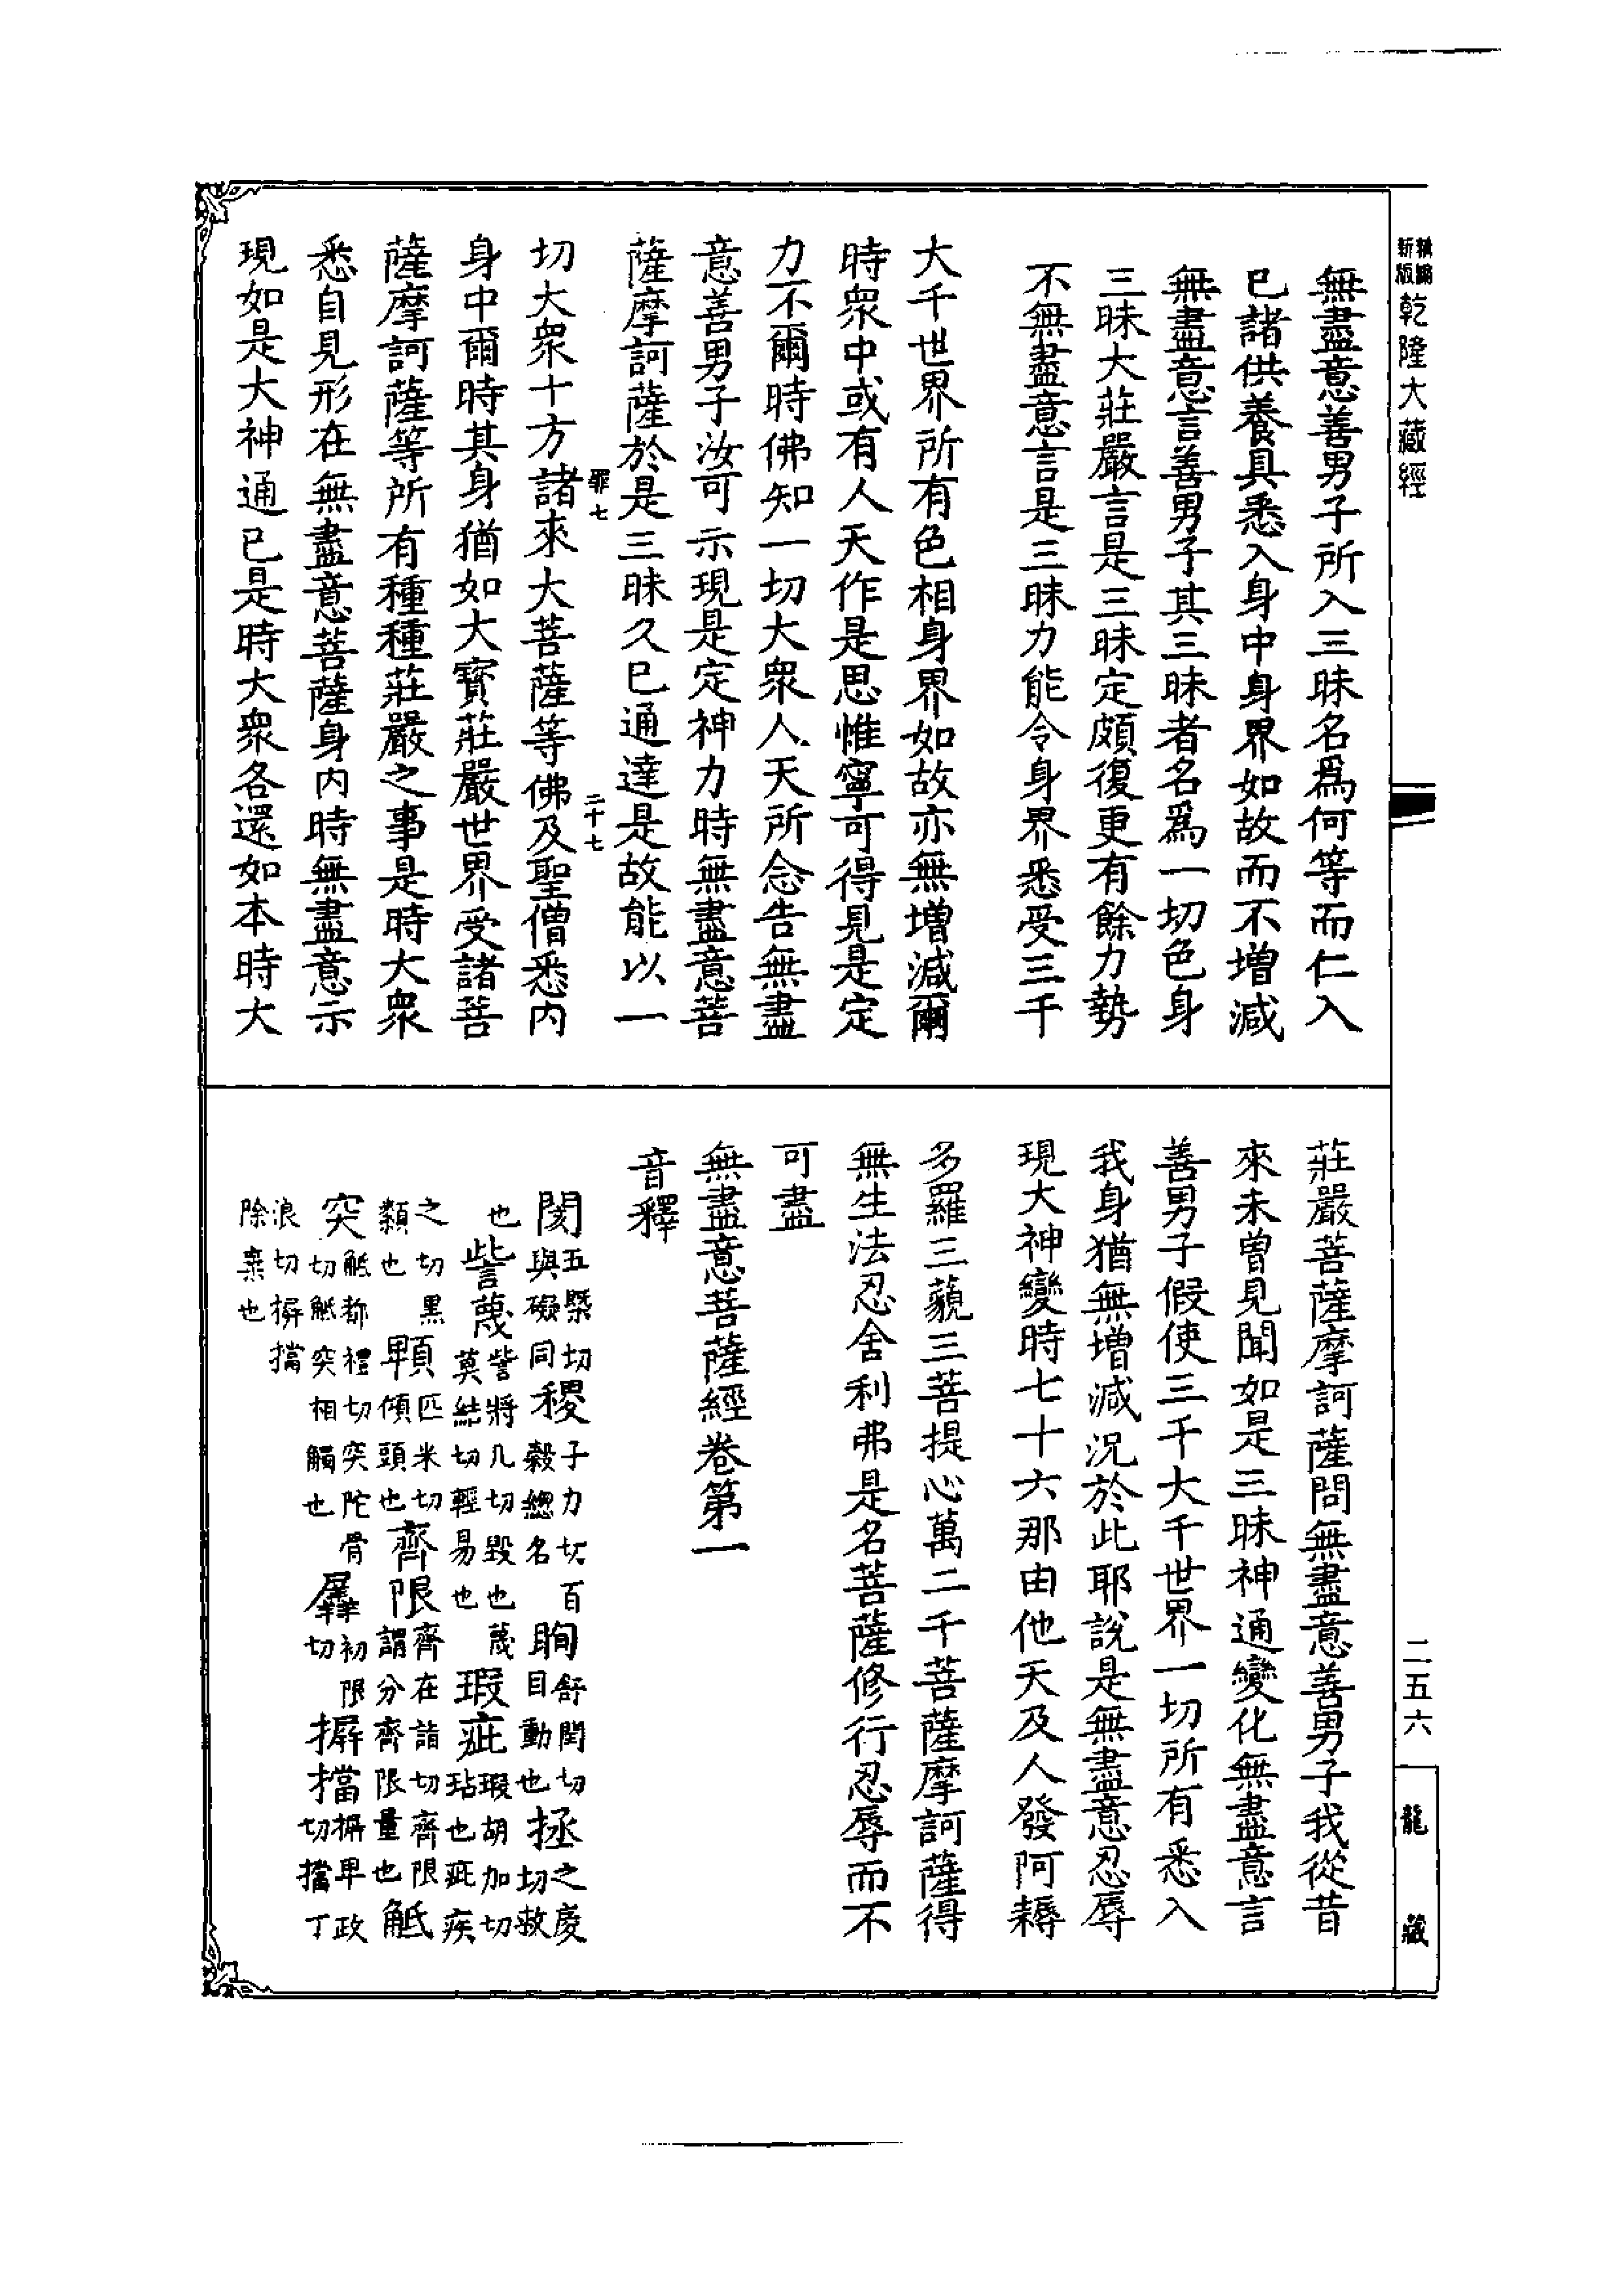 精編新版乾隆大藏經
無盡意善男子所入三昧名爲何等而仁入
已諸供養具悉入身中身界如故而不增減
無盡意言善男子其三昧者名爲一切色身
三昧大莊嚴言是三昧定頗復更有餘力勢
不無盡意言是三昧力能令身界悉受三千
大千世界所有色相身界如故亦無增減爾
時衆中或有人天作是思惟寧可得見是定
力不爾時佛知一切大衆人天所念告無盡
意善男子汝可示現是定神力時無盡意菩
薩摩訶薩於是三昧久已通達是故能以一
罪七 二十七
切大衆十方諸來大菩薩等佛及聖僧悉內
身中爾時其身猶如大寶莊嚴世界受諸菩
薩摩訶薩等所有種種莊嚴之事是時大衆
悉自見形在無盡意菩薩身內時無盡意示
現如是大神通已是時大衆各還如本時大
莊嚴菩薩摩訶薩問無盡意善男子我從昔
來未曾見聞如是三昧神通變化無盡意言
善男子假使三千大千世界一切所有悉入
我身猶無增減況於此耶說是無盡意忍辱
現大神變時七十六那由他天及人發阿耨
多羅三藐三菩提心萬二千菩薩摩訶薩得
無生法忍舍利弗是名菩薩修行忍辱而不
可盡
無盡意菩薩經卷第一
音釋
閡五槩切與礙同稷子力切百穀總名眴舒閏切目動也拯之慶切救
也訾蔑訾將几切毀也蔑莫結切輕易也瑕疵瑕胡加切玷也疵疾
之切黑纇也頧匹米切傾頭也齊限齊在詣切齊限謂分齊限量也觝
突觝都禮切突陀骨切觝突相觸也羼初限切摒擋摒卑政切擋丁
浪切摒擋除棄也
二五六
龍藏